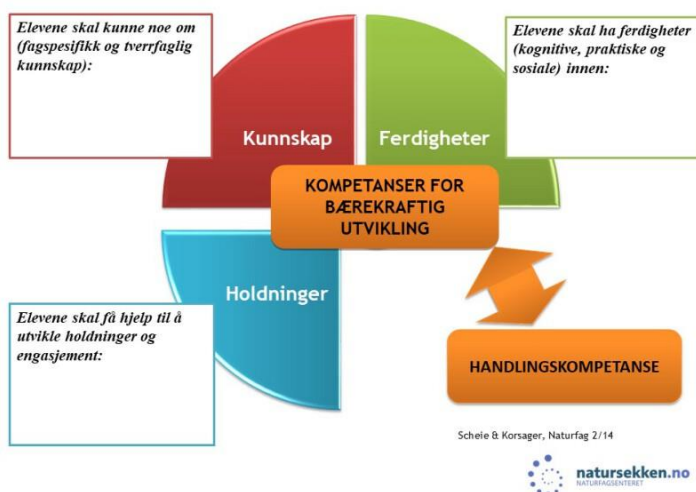 Elevene skal kunne noe om
(fagspesifikk og tverrfaglig
kunnskap):
Elevene skal ha ferdigheter
(kognitive, praktiske og
sosiale) innen:
Kunnskap
Ferdigheter
KOMPETANSER FOR
BÆREKRAFTIG
UTVIKLING
Holdninger
Elevene skal få hjelp til å
utvikle holdninger og
engasjement:
HANDLINGSKOMPETANSE
Scheie & Korsager, Naturfag 2/14
natursekken.no
NATURFAGSENTERET